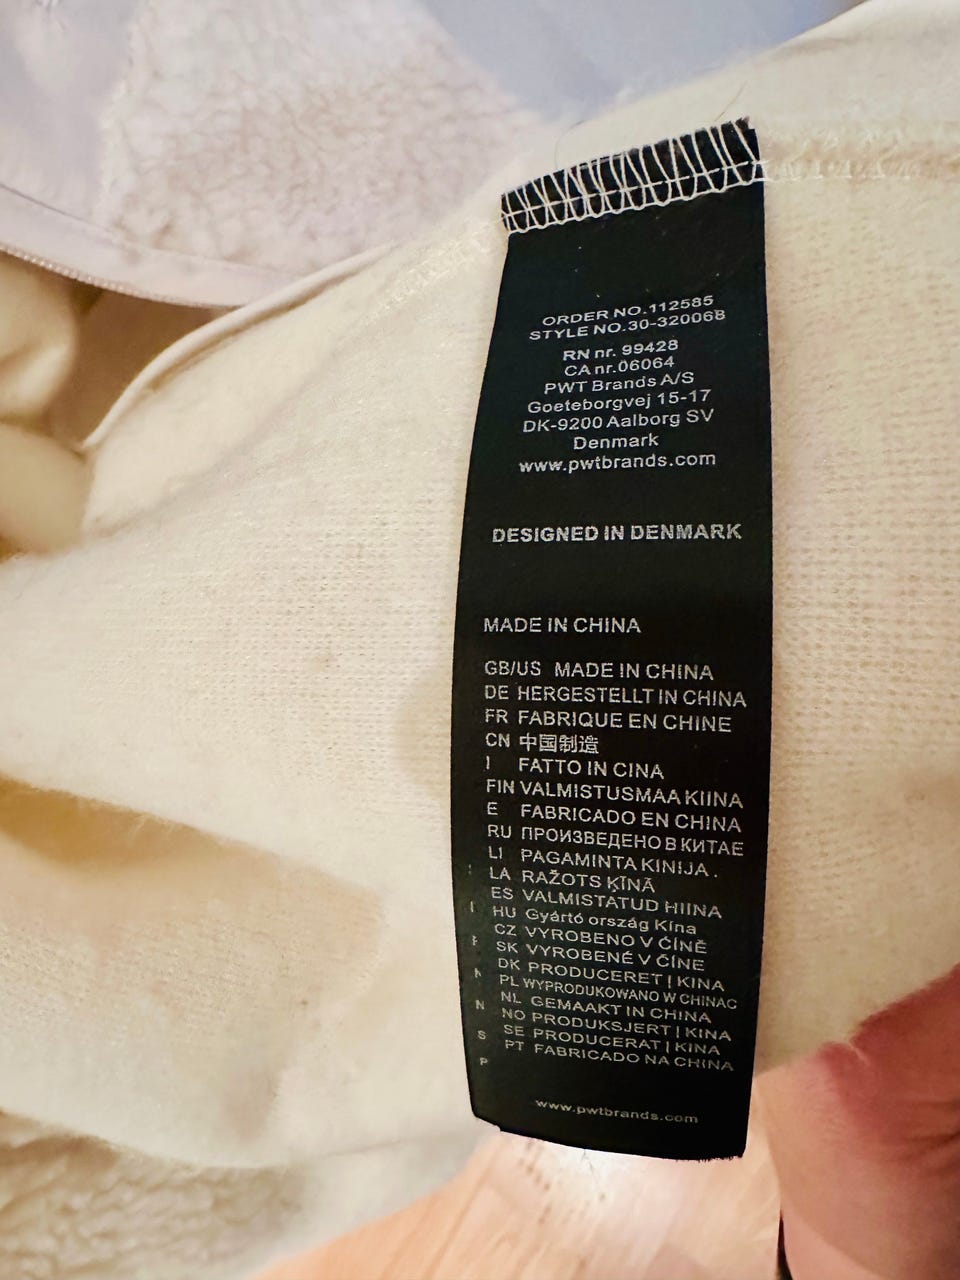 ORDER NO.112585
STYLE NO.30-320068
RN nr. 99428
CA nr.06064
PWT Brands A/S
Goeteborgvej 15-17
DK-9200 Aalborg SV
Denmark
www.pwtbrands.com
DESIGNED IN DENMARK
MADE IN CHINA
GB/US MADE IN CHINA
DE HERGESTELLT IN CHINA
FR FABRIQUE EN CHINE
CN 中国制造
I FATTO IN CINA
FIN VALMISTUSMAA KIINA
E FABRICADO EN CHINA
RU ПРОИЗВЕДЕНО В КИТАЕ
LI PAGAMINTA KINIJA.
LA RAŽOTS ĶĪNĀ
ES VALMISTATUD HIINA
HU Gyártó ország Kína
CZ VYROBENO V ČÍNĚ
SK VYROBENÉ V ČÍNE
DK PRODUCERET I KINA
PL WYPRODUKOWANO W CHINAC
NL GEMAAKT IN CHINA
NO PRODUKSJERT I KINA
SE PRODUCERAT I KINA
PT FABRICADO NA CHINA
www.pwtbrands.com